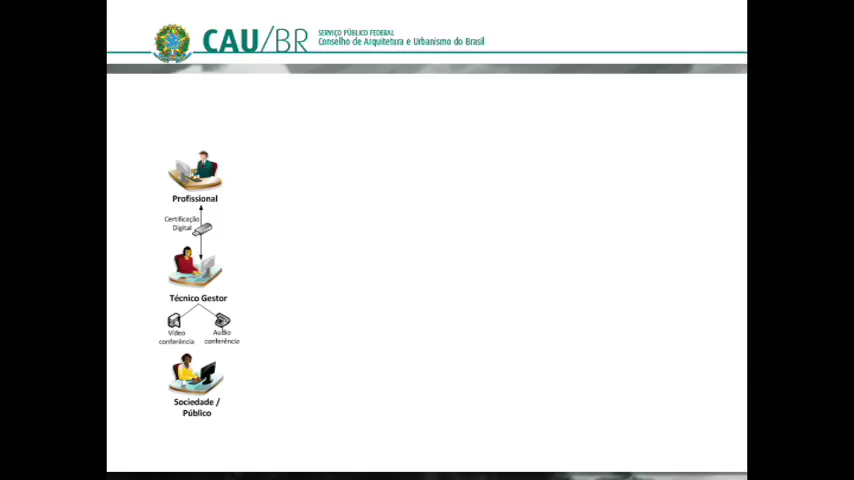 CAU/BR
SERVIÇO PÚBLICO FEDERAL
Conselho de Arquitetura e Urbanismo do Brasil
Profissional
Certificação
Digital
Técnico Gestor
Vídeo
conferência
Audio
conferência
Sociedade /
Público